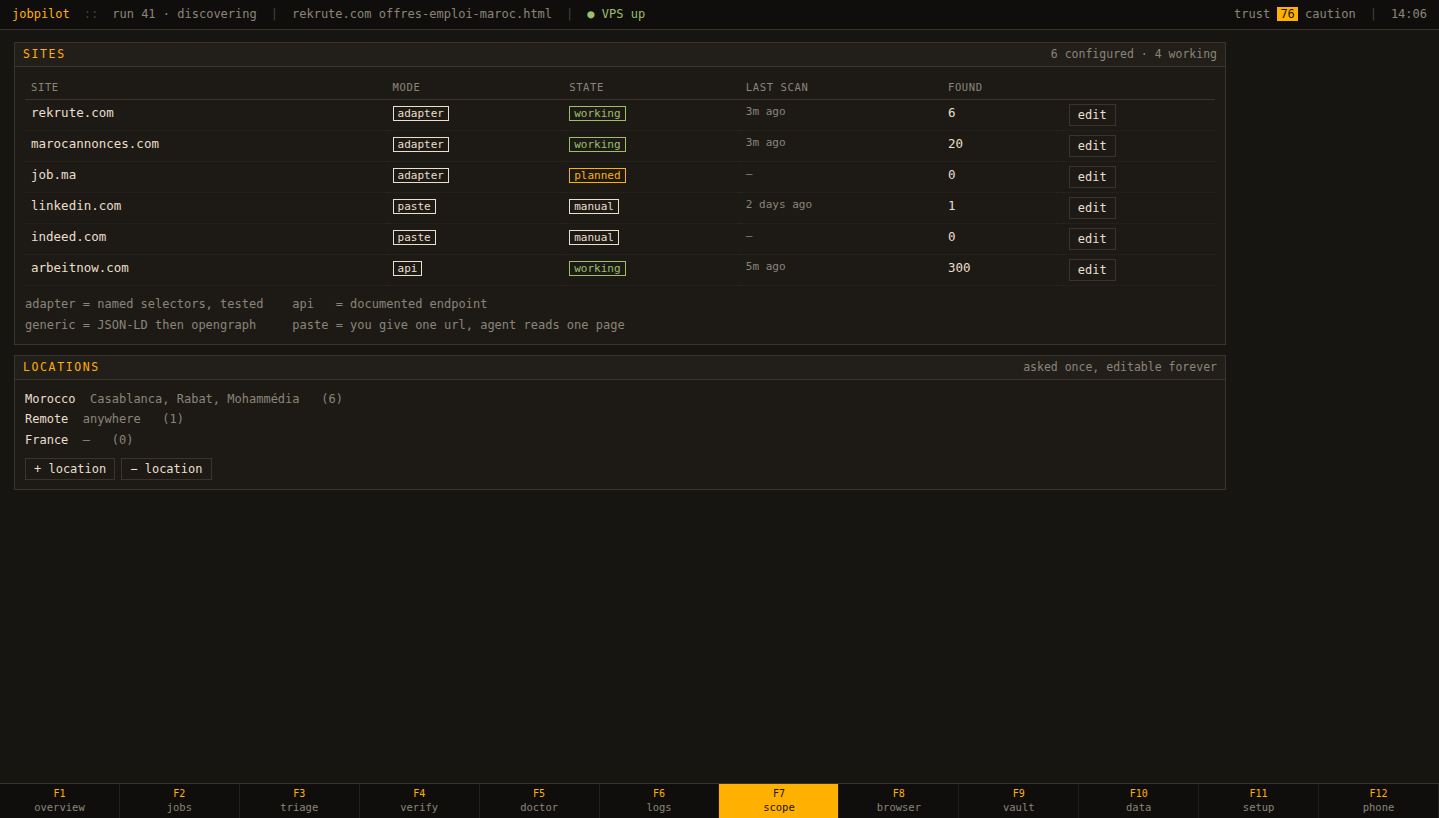 jobpilot :: run 41 · discovering | rekrute.com offres-emploi-maroc.html | ● VPS up trust 76 caution | 14:06
SITES 6 configured · 4 working
SITE MODE STATE LAST SCAN FOUND
rekrute.com adapter working 3m ago 6 edit
marocannonces.com adapter working 3m ago 20 edit
job.ma adapter planned — 0 edit
linkedin.com paste manual 2 days ago 1 edit
indeed.com paste manual — 0 edit
arbeitnow.com api working 5m ago 300 edit
adapter = named selectors, tested api = documented endpoint
generic = JSON-LD then opengraph paste = you give one url, agent reads one page
LOCATIONS asked once, editable forever
Morocco Casablanca, Rabat, Mohammédia (6)
Remote anywhere (1)
France — (0)
+ location − location
F1 F2 F3 F4 F5 F6 F7 F8 F9 F10 F11 F12
overview jobs triage verify doctor logs scope browser vault data setup phone